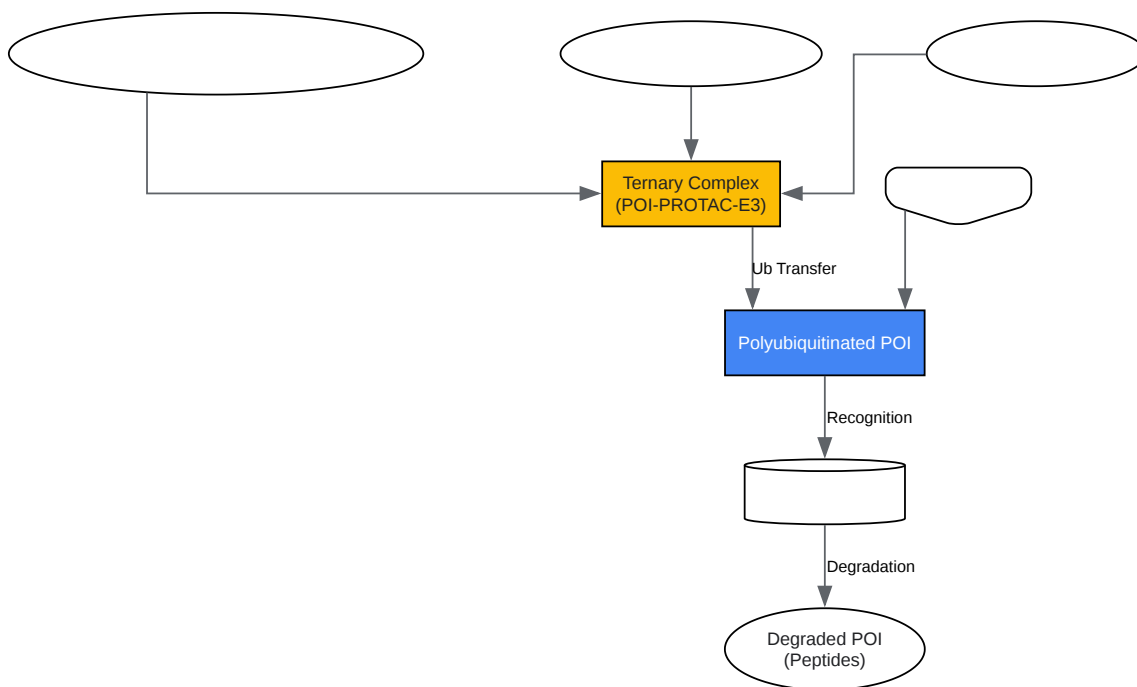 Ternary Complex
(POI-PROTAC-E3)
Ub Transfer
Polyubiquitinated POI
Recognition
Degradation
Degraded POI
(Peptides)